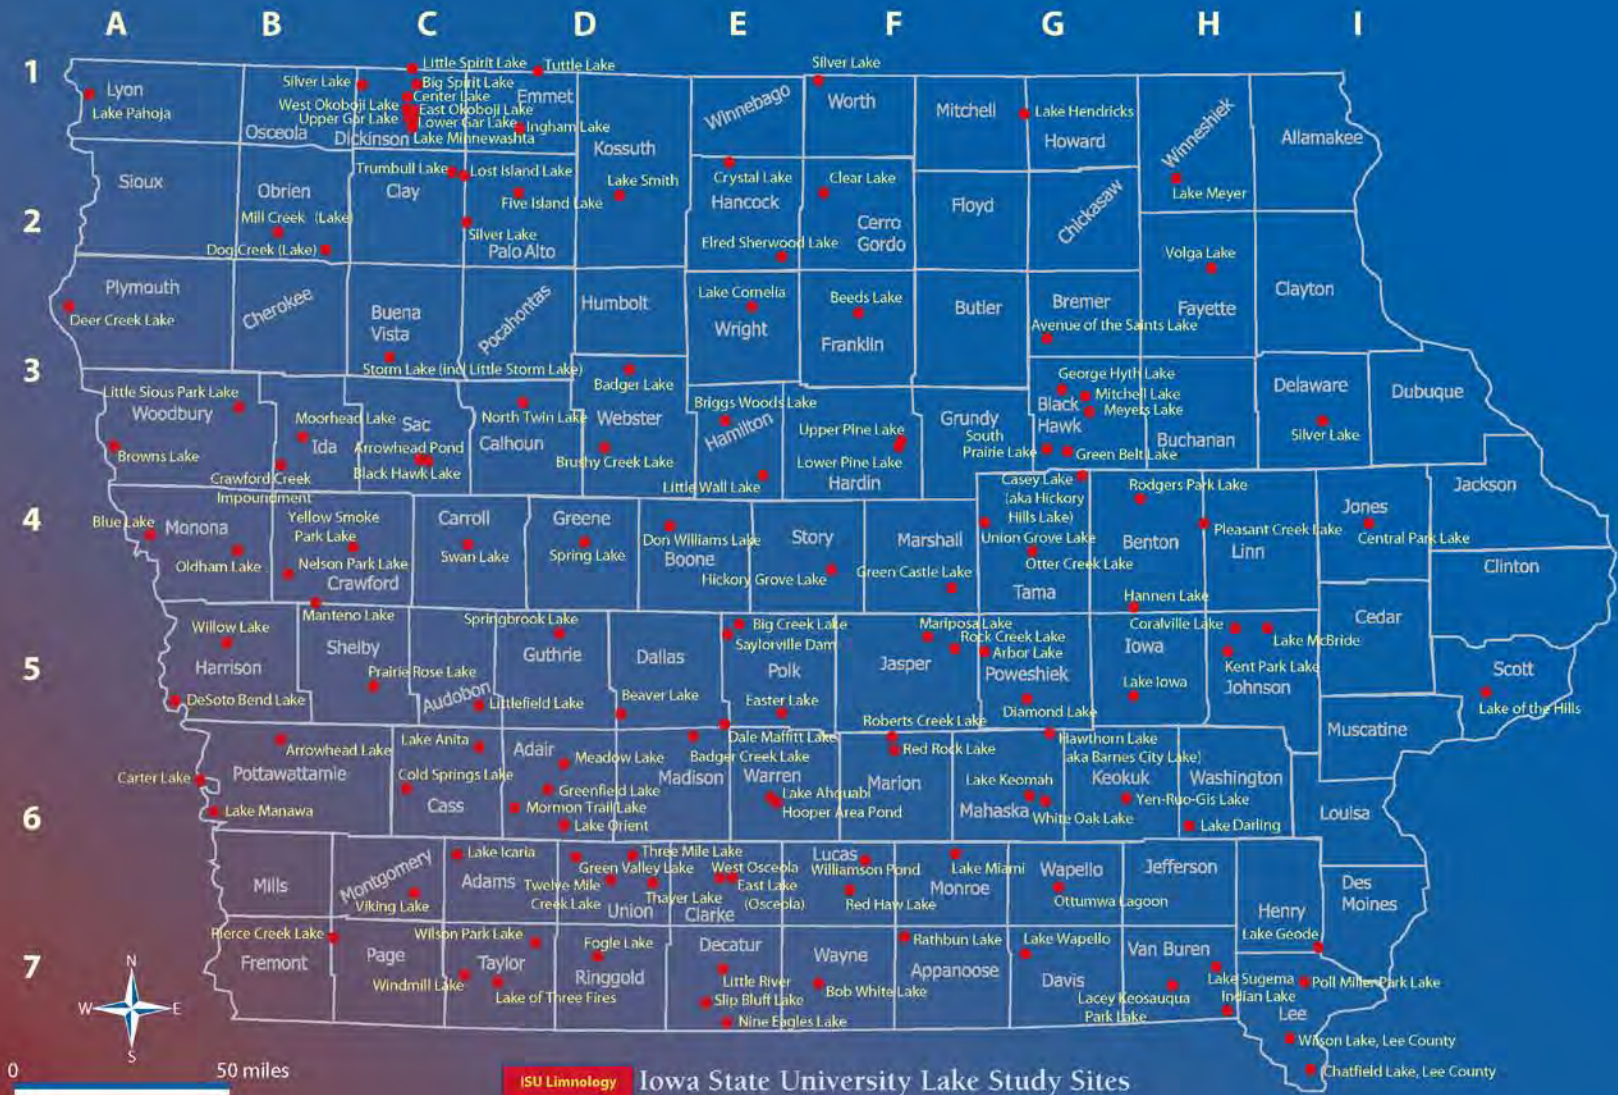 A B C D E F G H I
1
Little Spirit Lake
Tuttle Lake
Silver Lake
Silver Lake
Big Spirit Lake
Lyon
Center Lake
Emmet
Winnebago
Worth
Mitchell
Lake Hendricks
Lake Pahoja
West Okoboji Lake
East Okoboji Lake
Upper Gar Lake
Lower Gar Lake
Ingham Lake
Osceola
Dickinson
Lake Minnewashta
Kossuth
Howard
Winneshiek
Allamakee
Sioux
Obrien
Trumbull Lake
Lost Island Lake
Clay
Lake Smith
Crystal Lake
Clear Lake
Lake Meyer
Five Island Lake
Hancock
Floyd
Chickasaw
2
Mill Creek (Lake)
Cerro
Gordo
Dog Creek (Lake)
Silver Lake
Palo Alto
Elred Sherwood Lake
Volga Lake
Plymouth
Cherokee
Buena
Vista
Pocahontas
Humbolt
Lake Cornelia
Beeds Lake
Butler
Bremer
Fayette
Clayton
Deer Creek Lake
Wright
Avenue of the Saints Lake
Franklin
3
Storm Lake (incl Little Storm Lake)
Badger Lake
George Hyth Lake
Delaware
Dubuque
Little Sious Park Lake
Woodbury
Mitchell Lake
Meyers Lake
Moorhead Lake
Sac
North Twin Lake
Webster
Briggs Woods Lake
Hamilton
Upper Pine Lake
Grundy
Black
Hawk
Silver Lake
Ida
Arrowhead Pond
Calhoun
South
Prairie Lake
Green Belt Lake
Buchanan
Browns Lake
Black Hawk Lake
Brushy Creek Lake
Lower Pine Lake
Crawford Creek
Impoundment
Little Wall Lake
Hardin
Casey Lake
(aka Hickory
Hills Lake)
Rodgers Park Lake
Jackson
4
Blue Lake
Monona
Yellow Smoke
Park Lake
Carroll
Greene
Jones
Don Williams Lake
Boone
Story
Marshall
Union Grove Lake
Benton
Pleasant Creek Lake
Linn
Central Park Lake
Oldham Lake
Nelson Park Lake
Crawford
Swan Lake
Spring Lake
Otter Creek Lake
Clinton
Hickory Grove Lake
Green Castle Lake
Tama
Hannen Lake
Manteno Lake
Cedar
Willow Lake
Springbrook Lake
Big Creek Lake
Mariposa Lake
Coralville Lake
Lake McBride
Shelby
Saylorville Dam
Rock Creek Lake
5
Harrison
Guthrie
Dallas
Polk
Jasper
Arbor Lake
Iowa
Kent Park Lake
Scott
Prairie Rose Lake
Poweshiek
Johnson
DeSoto Bend Lake
Audobon
Littlefield Lake
Beaver Lake
Easter Lake
Diamond Lake
Lake Iowa
Lake of the Hills
Roberts Creek Lake
Muscatine
Arrowhead Lake
Lake Anita
Adair
Dale Maffitt Lake
Red Rock Lake
Hawthorn Lake
(aka Barnes City Lake)
Carter Lake
Pottawattamie
Cold Springs Lake
Meadow Lake
Badger Creek Lake
Madison
Warren
Marion
Lake Keomah
Keokuk
Washington
Greenfield Lake
Lake Ahquabi
Yen-Ruo-Gis Lake
Lake Manawa
Cass
Mormon Trail Lake
Hooper Area Pond
Mahaska
White Oak Lake
Louisa
6
Lake Orient
Lake Darling
Montgomery
Lake Icaria
Three Mile Lake
Lucas
Mills
Adams
Green Valley Lake
West Osceola
Williamson Pond
Lake Miami
Wapello
Jefferson
Twelve Mile
Creek Lake
East Lake
(Osceola)
Monroe
Des
Moines
Viking Lake
Thayer Lake
Union
Clarke
Red Haw Lake
Ottumwa Lagoon
Henry
Pierce Creek Lake
Wilson Park Lake
Fogle Lake
Decatur
Wayne
Rathbun Lake
Lake Wapello
Van Buren
Lake Geode
7
Fremont
Page
Taylor
Ringgold
Appanoose
Davis
Windmill Lake
Little River
Bob White Lake
Lake Sugema
Poll Miller Park Lake
Lake of Three Fires
Slip Bluff Lake
Lacey Keosauqua
Park Lake
Indian Lake
Lee
Nine Eagles Lake
Wilson Lake, Lee County
Chatfield Lake, Lee County
N
W E
S
0 50 miles
ISU Limnology Iowa State University Lake Study Sites